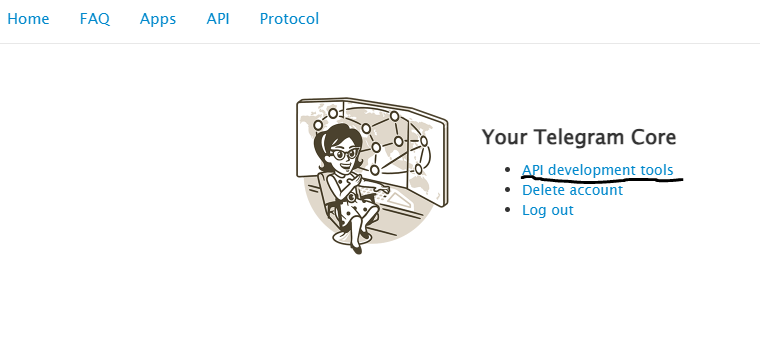 Home FAQ Apps API Protocol
Your Telegram Core
API development tools
Delete account
Log out